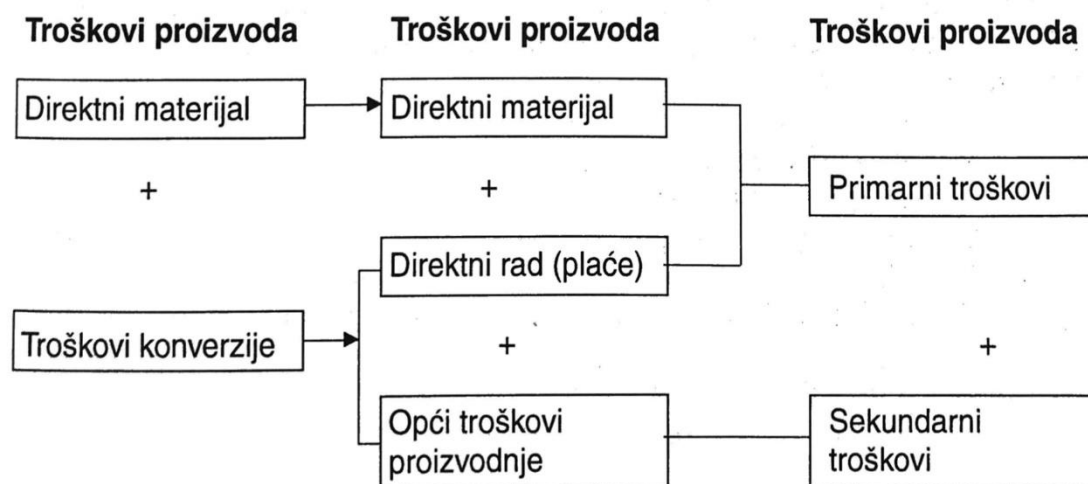 Troškovi proizvoda
Troškovi proizvoda
Troškovi proizvoda
Direktni materijal
Direktni materijal
+
+
Primarni troškovi
Direktni rad (plaće)
Troškovi konverzije
+
+
Opći troškovi
proizvodnje
Sekundarni
troškovi